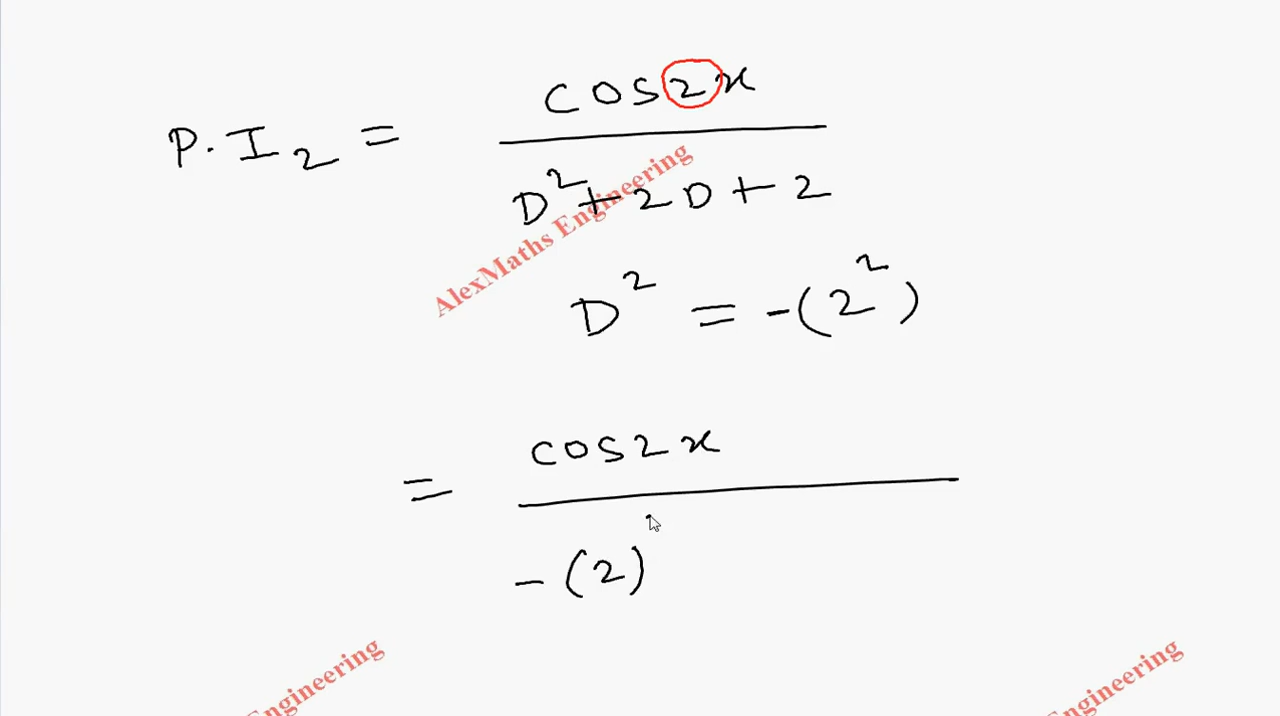 P.I₂ = cos2x
D² + 2D + 2
AlexMaths Engineering
D² = -(2²)
= cos2x
-(2)
Engineering
Engineering